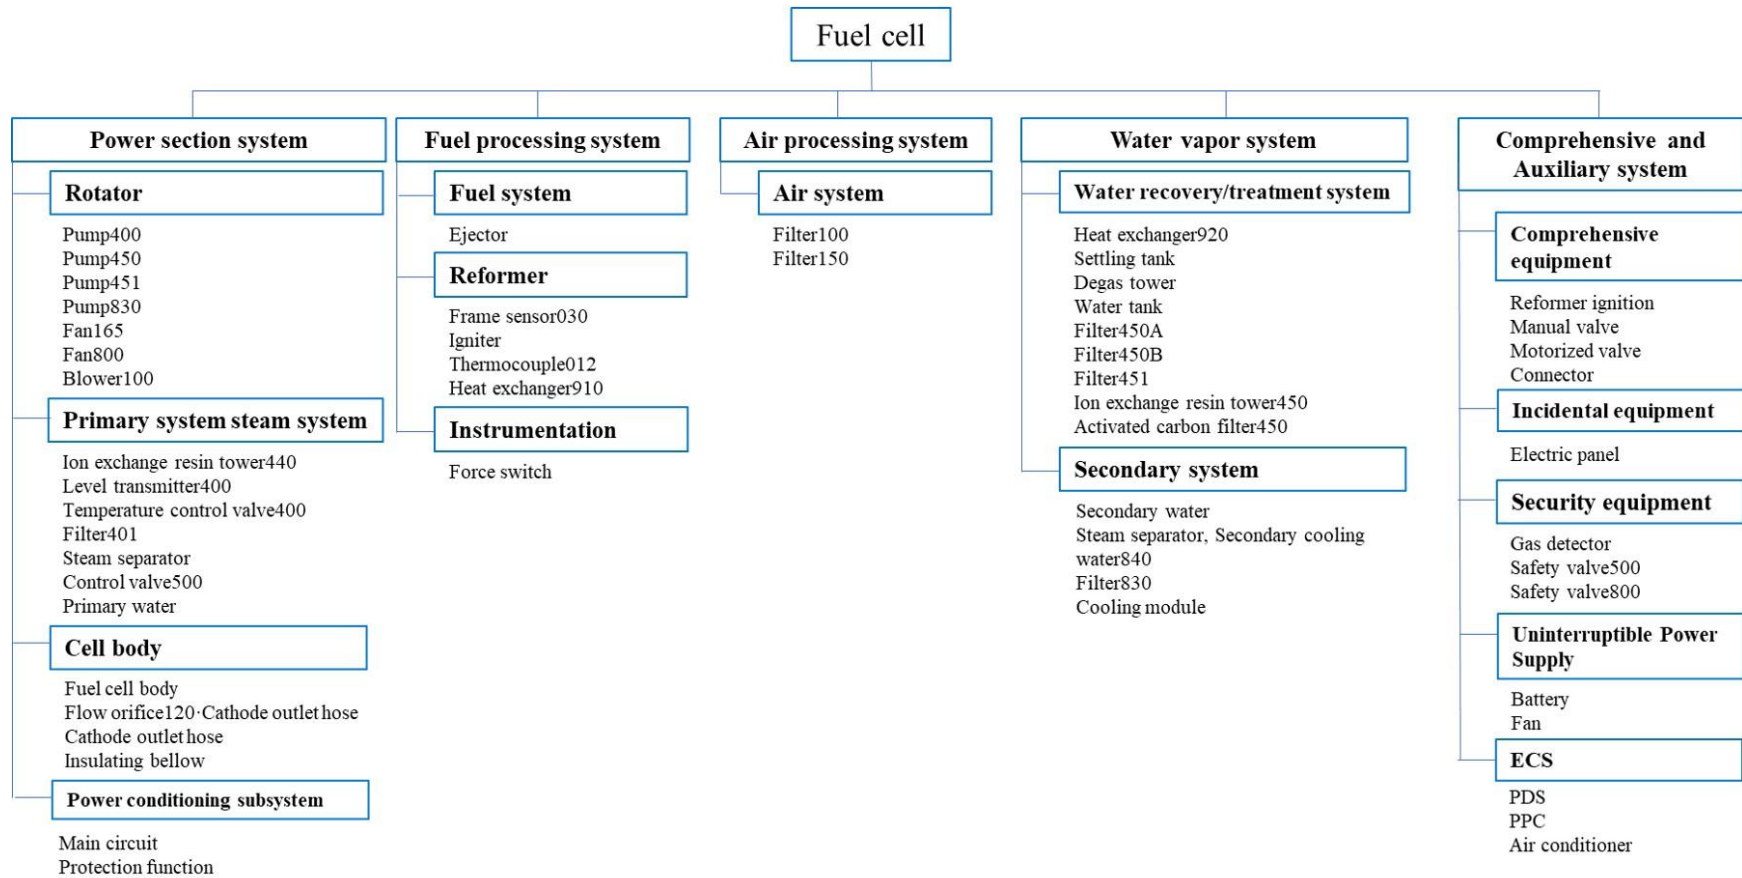 Fuel cell
Power section system
Rotator
Pump400
Pump450
Pump451
Pump830
Fan165
Fan800
Blower100
Primary system steam system
Ion exchange resin tower440
Level transmitter400
Temperature control valve400
Filter401
Steam separator
Control valve500
Primary water
Cell body
Fuel cell body
Flow orifice120·Cathode outlet hose
Cathode outlet hose
Insulating bellow
Power conditioning subsystem
Main circuit
Protection function
Fuel processing system
Fuel system
Ejector
Reformer
Frame sensor030
Igniter
Thermocouple012
Heat exchanger910
Instrumentation
Force switch
Air processing system
Air system
Filter100
Filter150
Water vapor system
Water recovery/treatment system
Heat exchanger920
Settling tank
Degas tower
Water tank
Filter450A
Filter450B
Filter451
Ion exchange resin tower450
Activated carbon filter450
Secondary system
Secondary water
Steam separator, Secondary cooling
water840
Filter830
Cooling module
Comprehensive and
Auxiliary system
Comprehensive
equipment
Reformer ignition
Manual valve
Motorized valve
Connector
Incidental equipment
Electric panel
Security equipment
Gas detector
Safety valve500
Safety valve800
Uninterruptible Power
Supply
Battery
Fan
ECS
PDS
PPC
Air conditioner